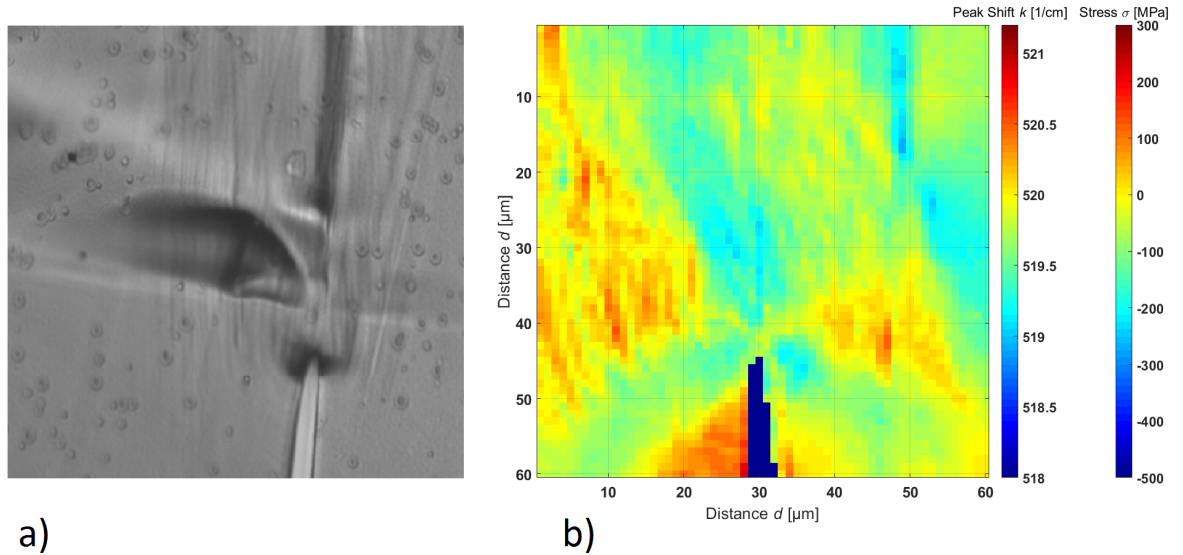 Peak Shift k [1/cm] Stress σ [MPa]
521 300
10 200
520.5 100
20
520 0
Distance d [µm] 30 519.5 -100
-200
40 519
-300
50 518.5 -400
60 518 -500
10 20 30 40 50 60
Distance d [µm]
a) b)